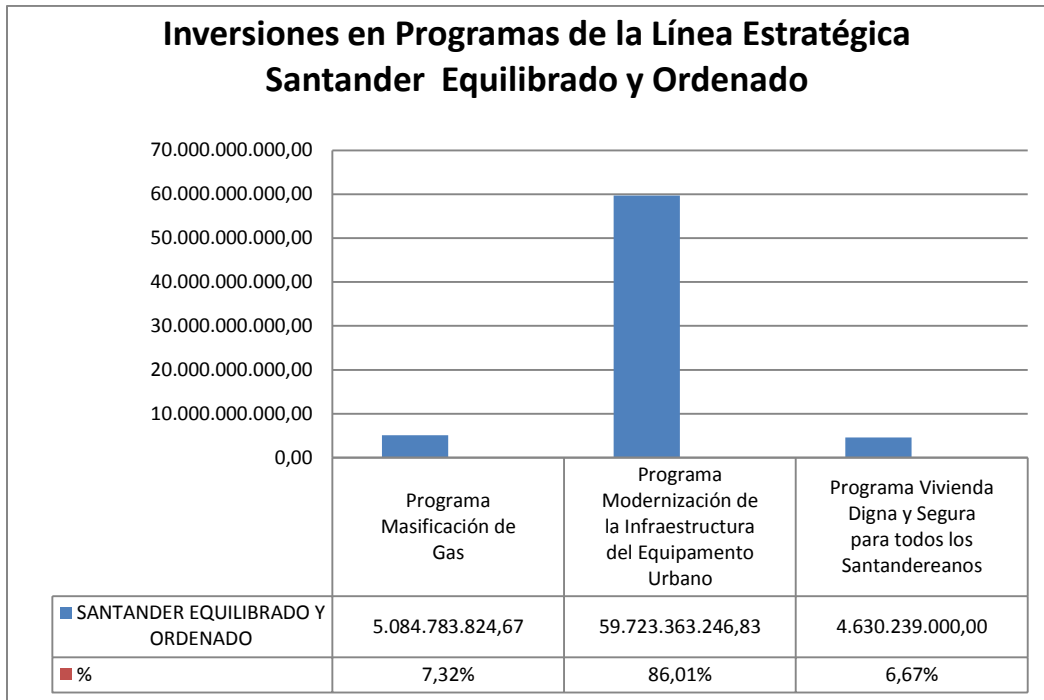 Inversiones en Programas de la Línea Estratégica
Santander Equilibrado y Ordenado
70.000.000.000,00
60.000.000.000,00
50.000.000.000,00
40.000.000.000,00
30.000.000.000,00
20.000.000.000,00
10.000.000.000,00
0,00
Programa
Masificación de
Gas
Programa
Modernización de
la Infraestructura
del Equipamento
Urbano
Programa Vivienda
Digna y Segura
para todos los
Santandereanos
SANTANDER EQUILIBRADO Y
ORDENADO
5.084.783.824,67
59.723.363.246,83
4.630.239.000,00
%
7,32%
86,01%
6,67%